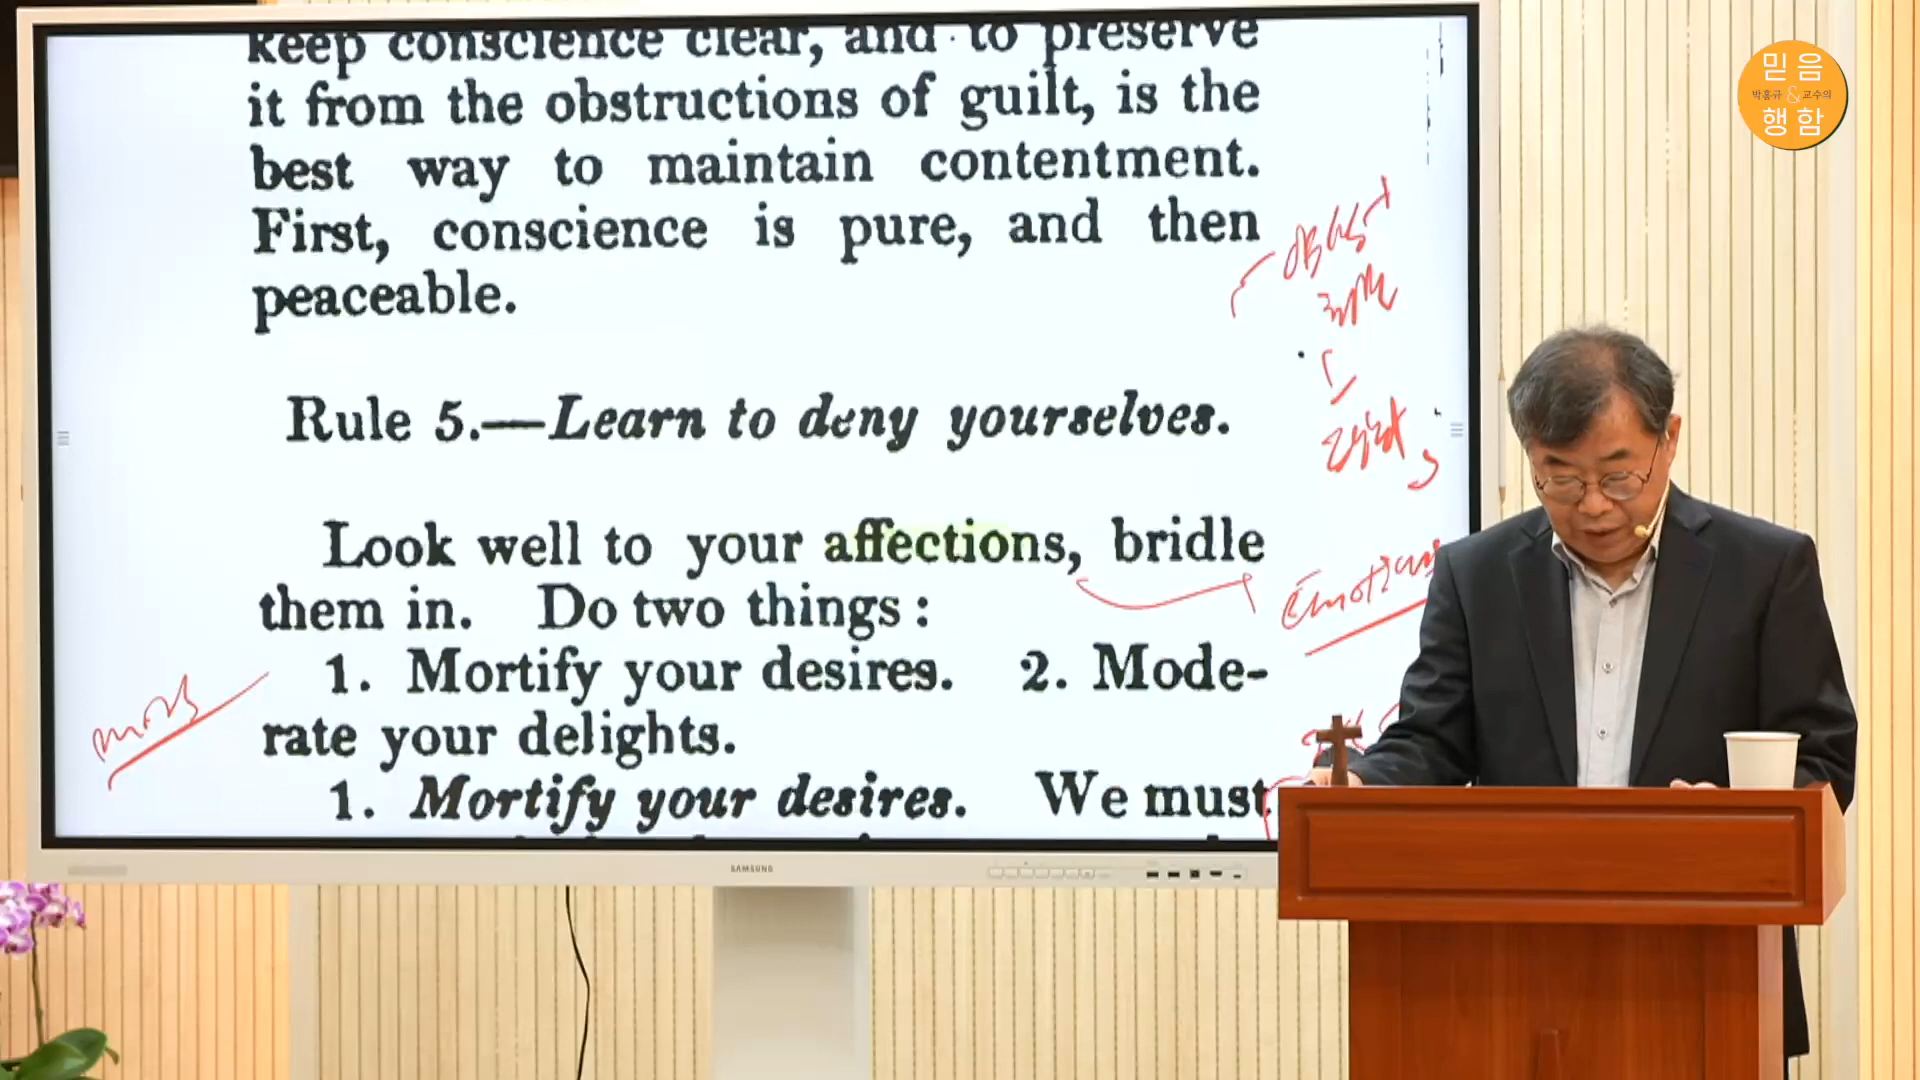 keep conscience clear, and to preserve
it from the obstructions of guilt, is the
best way to maintain contentment.
First, conscience is pure, and then
peaceable.
Rule 5.—Learn to deny yourselves.
Look well to your affections, bridle
them in. Do two things :
1. Mortify your desires. 2. Mode-
rate your delights.
1. Mortify your desires. We must
SAMSUNG
믿음
박홍규 & 교수의
행함